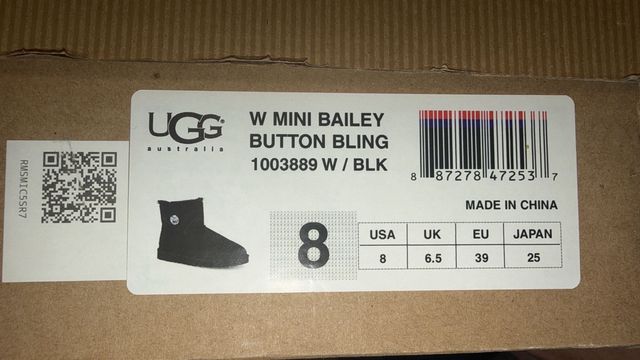 UGG
australia
W MINI BAILEY
BUTTON BLING
1003889 W / BLK
8 87278 47253 7
MADE IN CHINA
8
USA UK EU JAPAN
8 6.5 39 25
RWSMIC5SR7